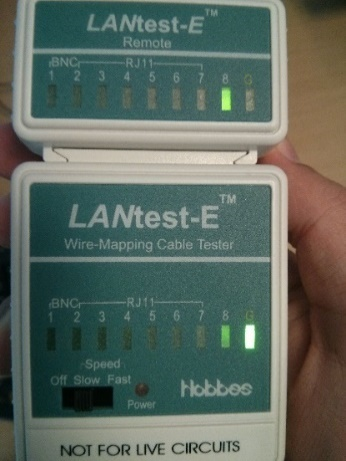 LANtest-E™
Remote
BNC RJ11
1 2 3 4 5 6 7 8 G
LANtest-E™
Wire-Mapping Cable Tester
BNC RJ11
1 2 3 4 5 6 7 8 G
Speed
Off Slow Fast
Power
Hobbes
NOT FOR LIVE CIRCUITS